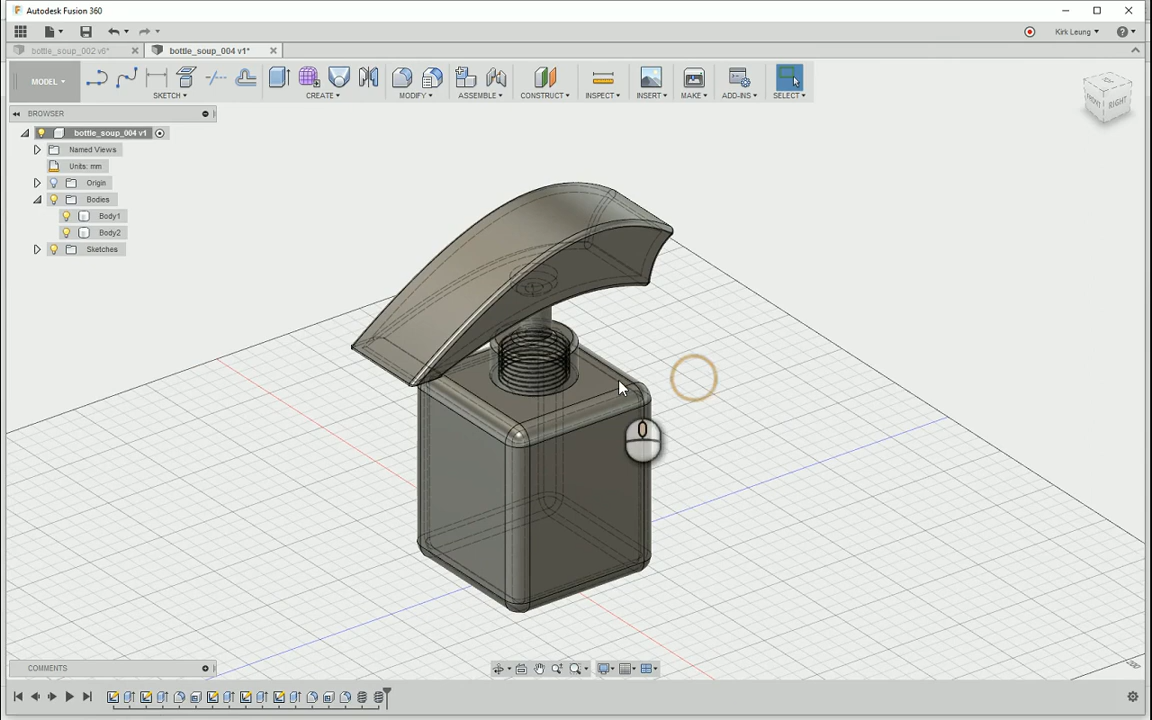 Autodesk Fusion 360
Kirk Leung
bottle_soup_002 v6*
bottle_soup_004 v1*
MODEL
SKETCH
CREATE
MODIFY
ASSEMBLE
CONSTRUCT
INSPECT
INSERT
MAKE
ADD-INS
SELECT
BROWSER
bottle_soup_004 v1
Named Views
Units: mm
Origin
Bodies
Body1
Body2
Sketches
FRONT
RIGHT
COMMENTS